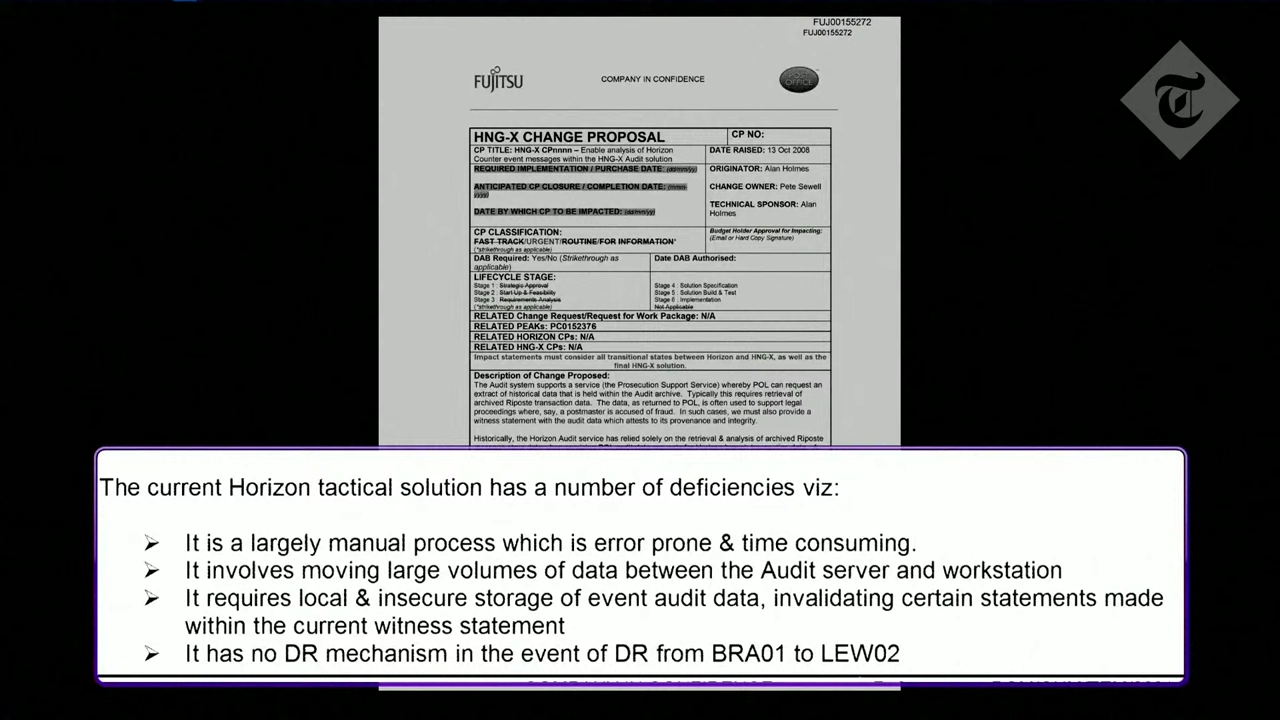 FUJ00155272
FUJ00155272
FUJITSU
COMPANY IN CONFIDENCE
POST OFFICE
HNG-X CHANGE PROPOSAL
CP NO:
CP TITLE: HNG-X CPnnnn – Enable analysis of Horizon
Counter event messages within the HNG-X Audit solution
DATE RAISED: 13 Oct 2008
REQUIRED IMPLEMENTATION / PURCHASE DATE: (dd/mm/yy)
ORIGINATOR: Alan Holmes
ANTICIPATED CP CLOSURE / COMPLETION DATE: (mmm-
yyyy)
CHANGE OWNER: Pete Sewell
DATE BY WHICH CP TO BE IMPACTED: (dd/mm/yy)
TECHNICAL SPONSOR: Alan
Holmes
CP CLASSIFICATION:
FAST TRACK/URGENT/ROUTINE/FOR INFORMATION*
(*strikethrough as applicable)
Budget Holder Approval for Impacting:
(Email or Hard Copy Signature)
DAB Required: Yes/No (Strikethrough as
applicable)
Date DAB Authorised:
LIFECYCLE STAGE:
Stage 1 : Strategic Approval
Stage 2 : Start Up & Feasibility
Stage 3 : Requirements Analysis
(*strikethrough as applicable)
Stage 4 : Solution Specification
Stage 5 : Solution Build & Test
Stage 6 : Implementation
Not Applicable
RELATED Change Request/Request for Work Package: N/A
RELATED PEAKs: PC0152376
RELATED HORIZON CPs: N/A
RELATED HNG-X CPs: N/A
Impact statements must consider all transitional states between Horizon and HNG-X, as well as the
final HNG-X solution.
Description of Change Proposed:
The Audit system supports a service (the Prosecution Support Service) whereby POL can request an
extract of historical data that is held within the Audit archive. Typically this requires retrieval of
archived Riposte transaction data. The data, as returned to POL, is often used to support legal
proceedings where, say, a postmaster is accused of fraud. In such cases, we must also provide a
witness statement with the audit data which attests to its provenance and integrity.
Historically, the Horizon Audit service has relied solely on the retrieval & analysis of archived Riposte
The current Horizon tactical solution has a number of deficiencies viz:
➢ It is a largely manual process which is error prone & time consuming.
➢ It involves moving large volumes of data between the Audit server and workstation
➢ It requires local & insecure storage of event audit data, invalidating certain statements made
within the current witness statement
➢ It has no DR mechanism in the event of DR from BRA01 to LEW02